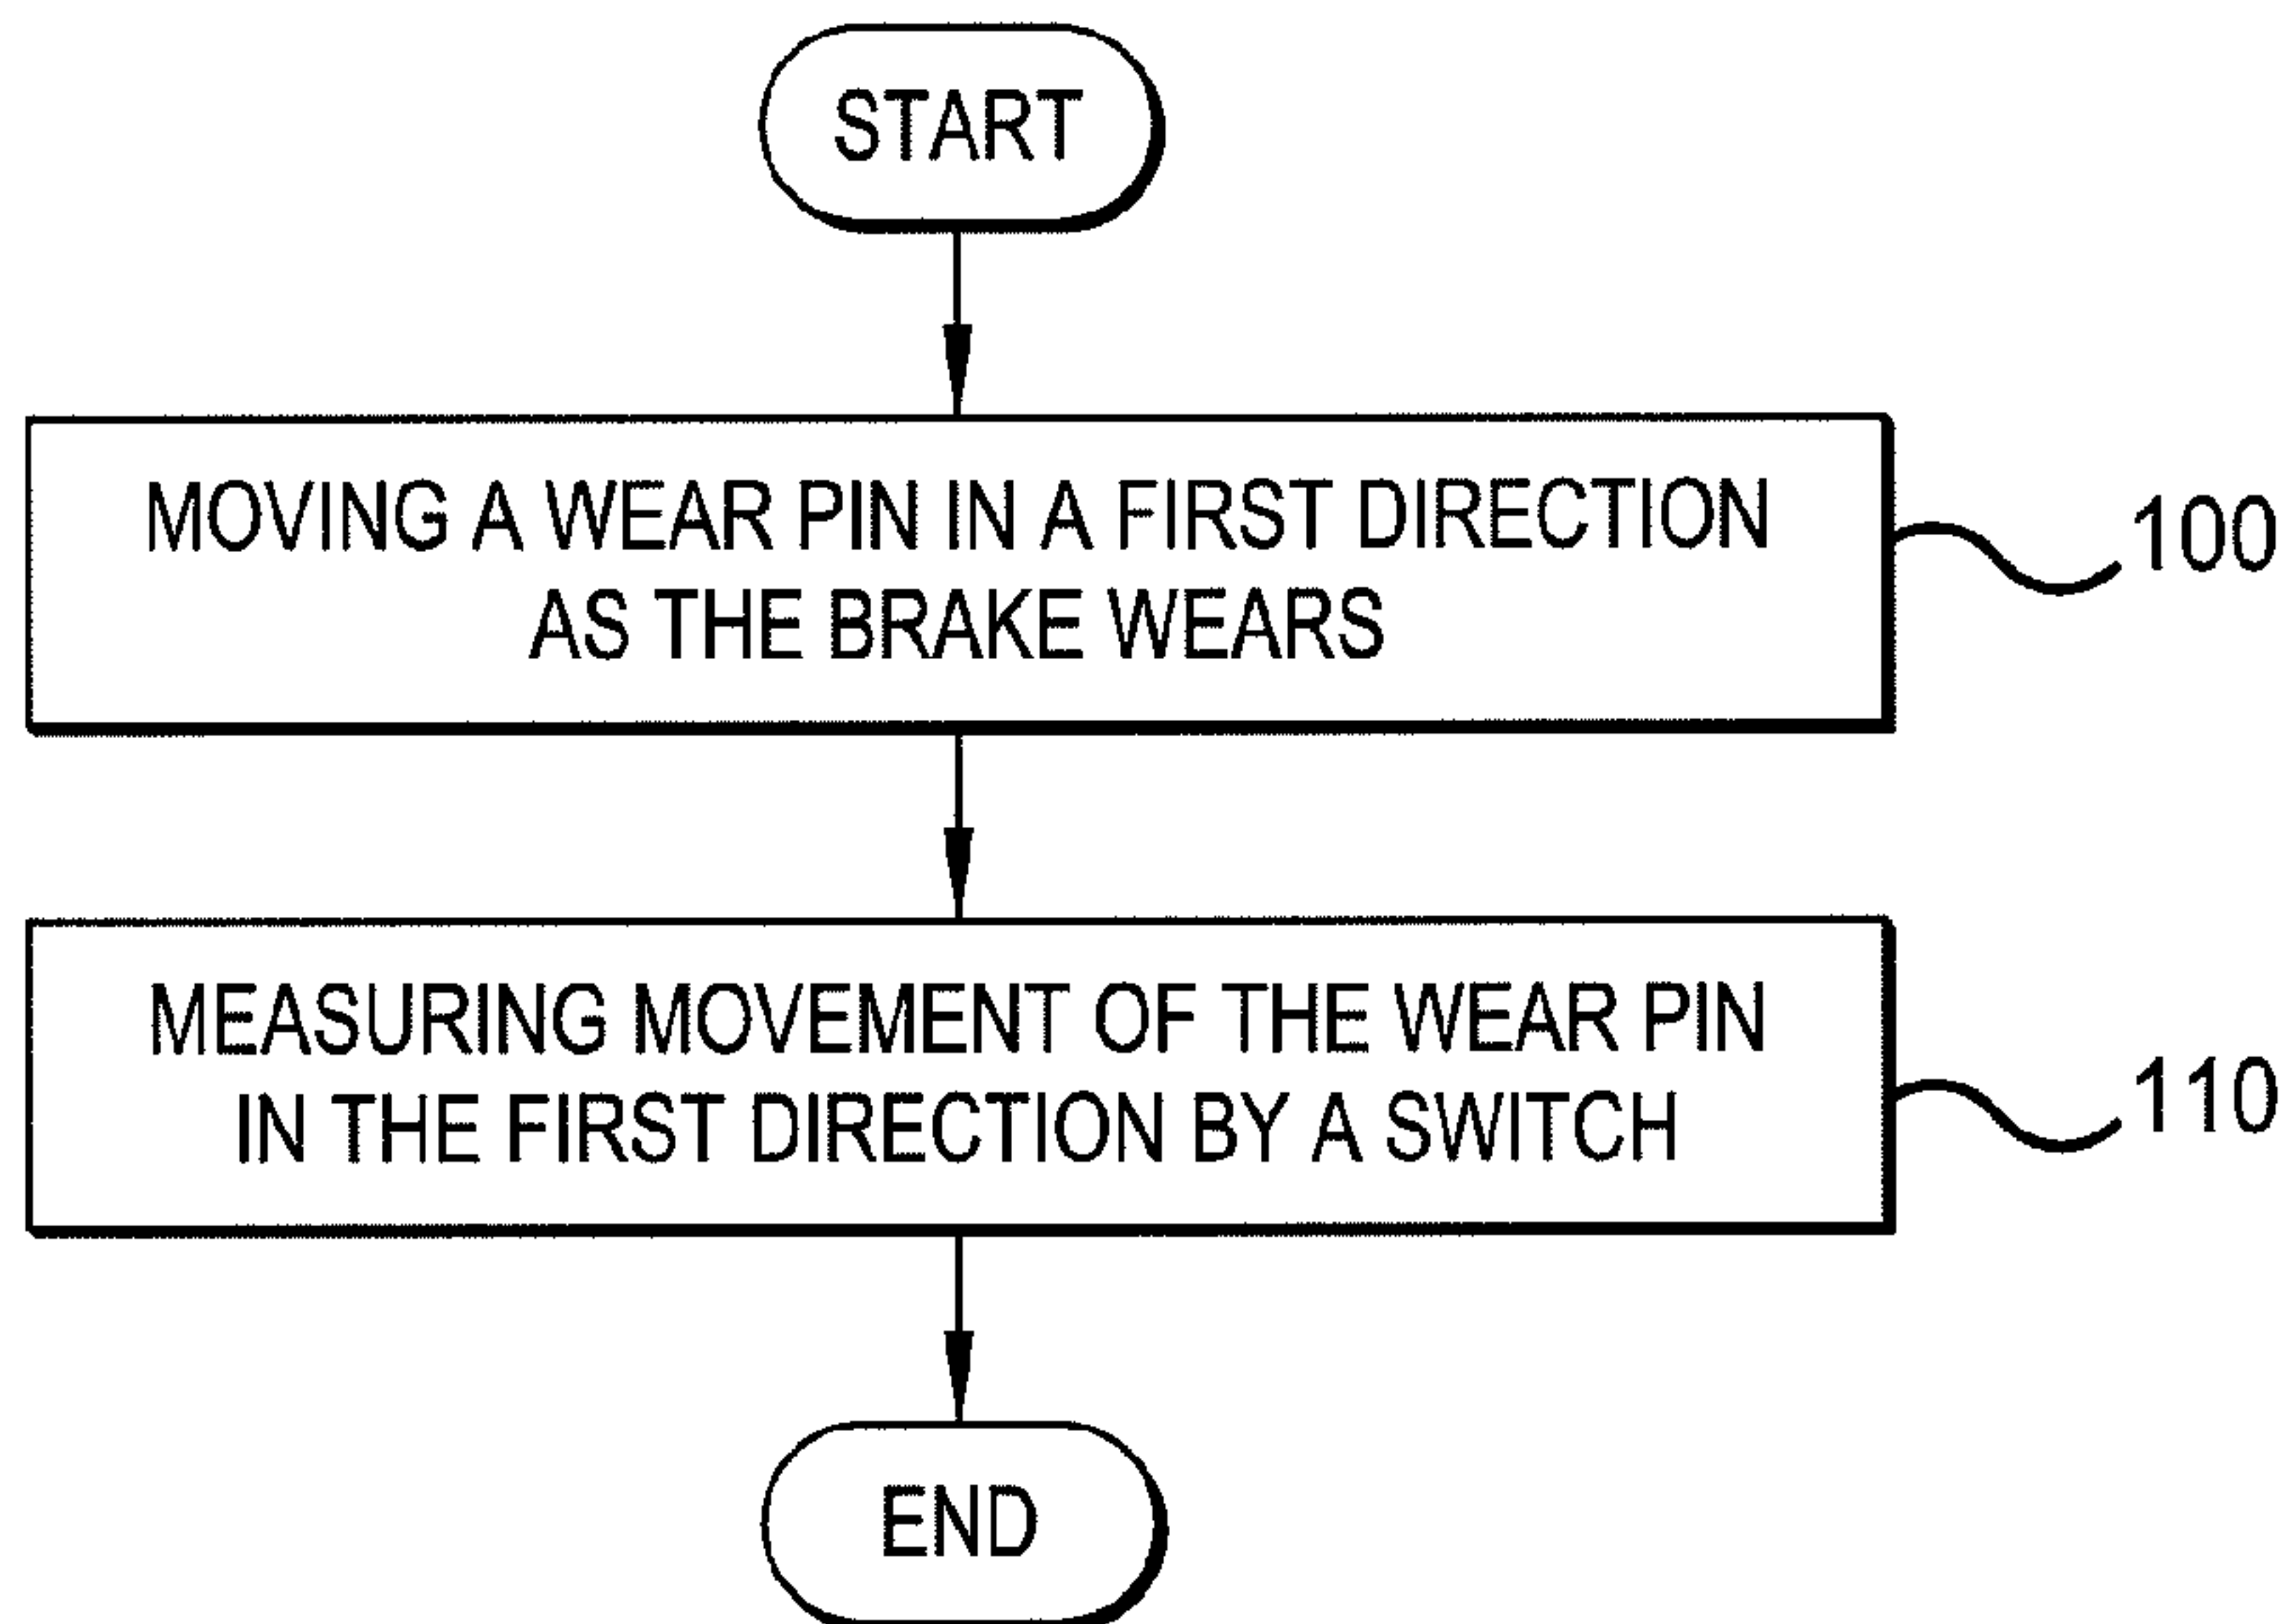 START
MOVING A WEAR PIN IN A FIRST DIRECTION
AS THE BRAKE WEARS
100
MEASURING MOVEMENT OF THE WEAR PIN
IN THE FIRST DIRECTION BY A SWITCH
110
END